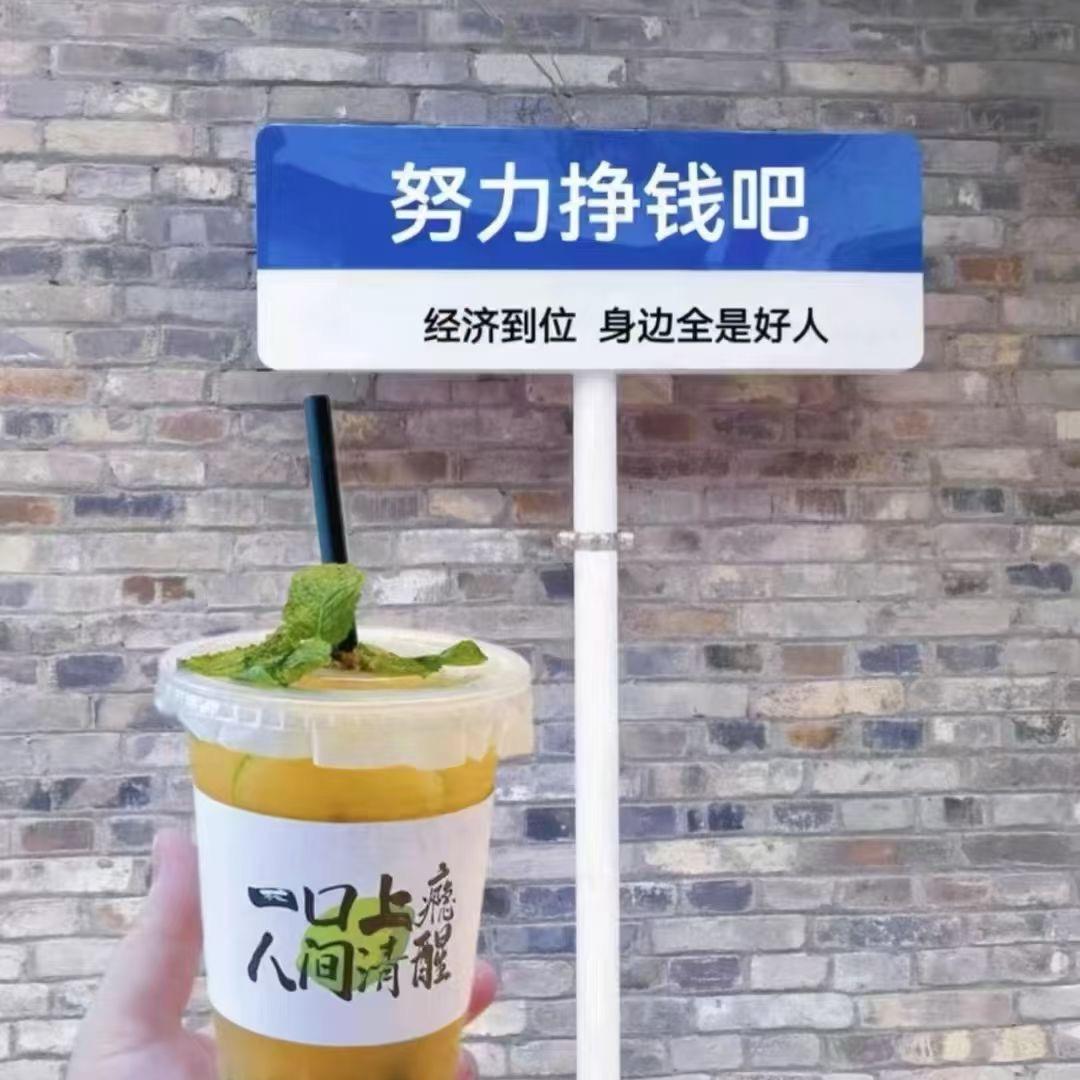 努力挣钱吧
经济到位 身边全是好人
一口上瘾
人间清醒